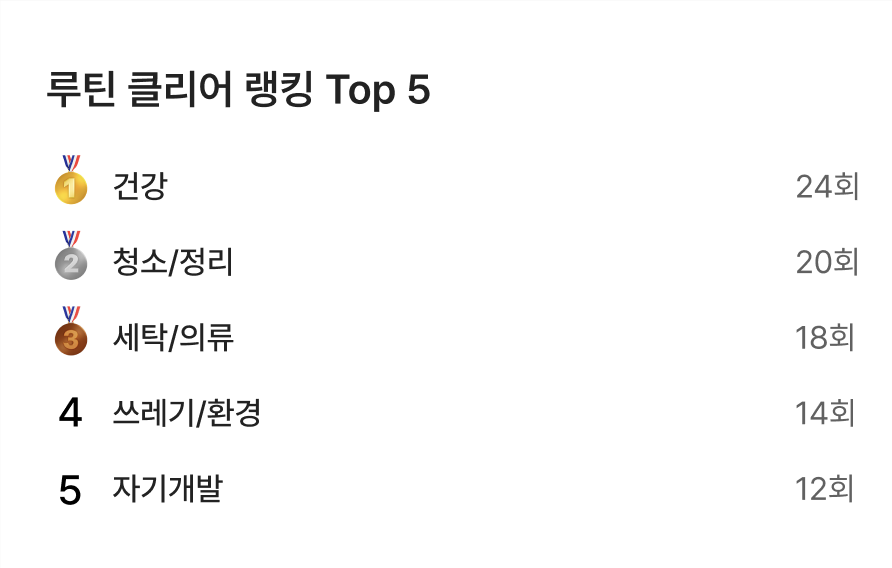 루틴 클리어 랭킹 Top 5
1 건강 24회
2 청소/정리 20회
3 세탁/의류 18회
4 쓰레기/환경 14회
5 자기개발 12회